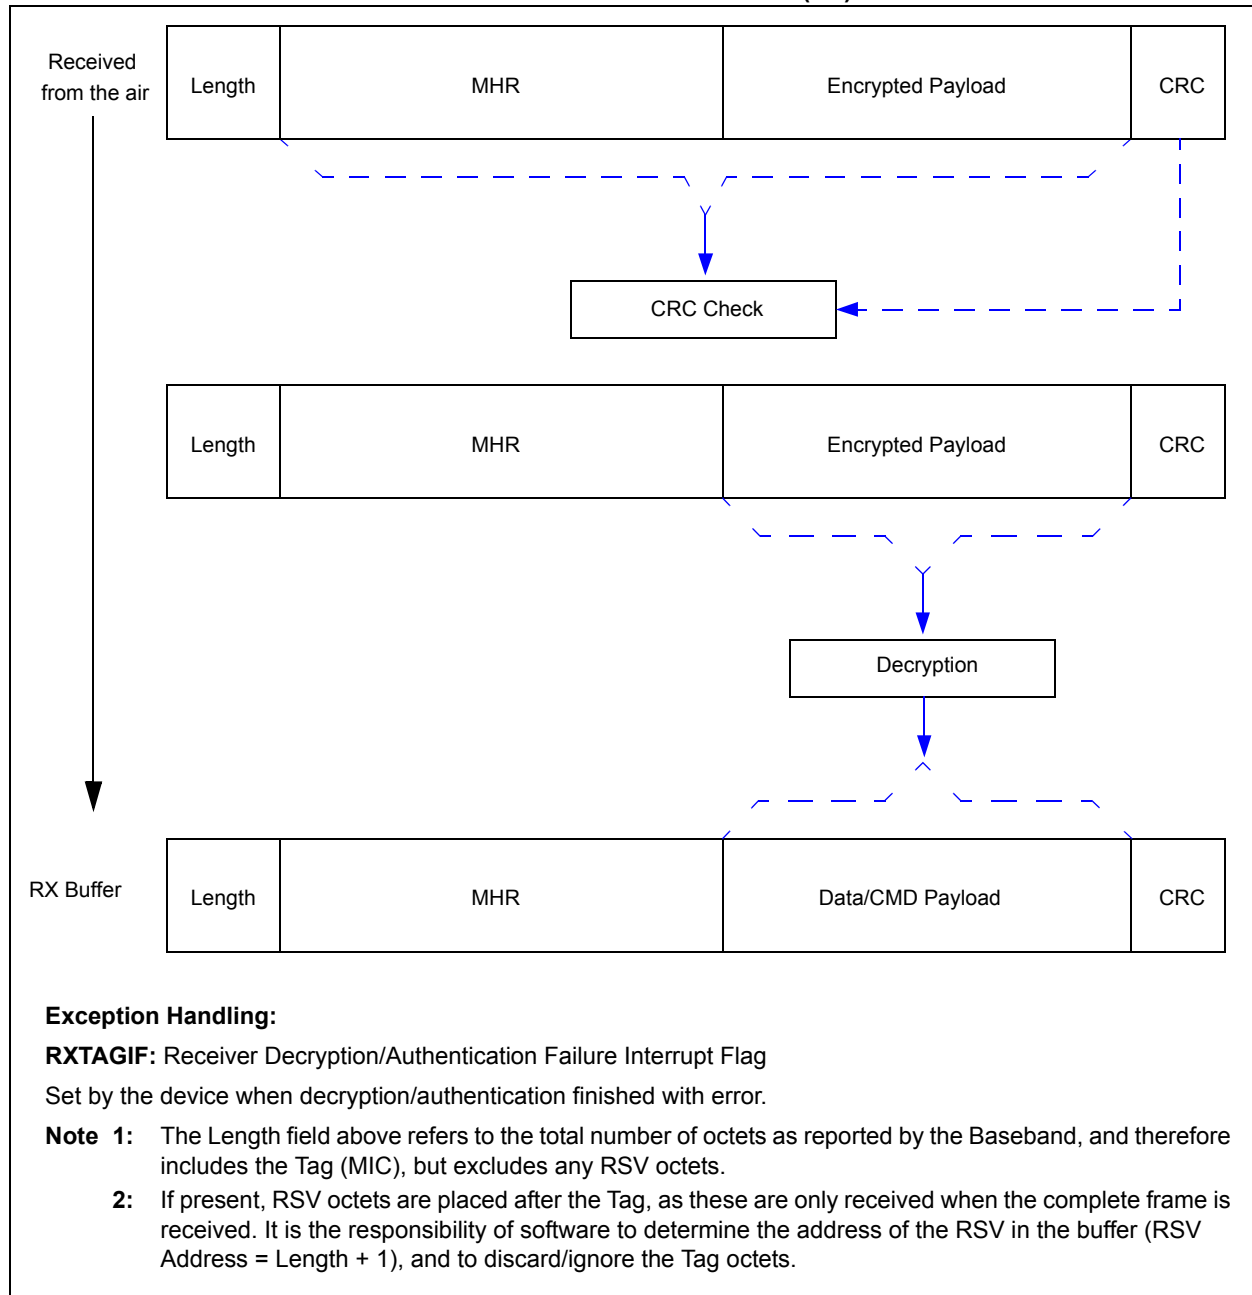 Received
from the air
Length
MHR
Encrypted Payload
CRC
CRC Check
Length
MHR
Encrypted Payload
CRC
Decryption
RX Buffer
Length
MHR
Data/CMD Payload
CRC
Exception Handling:
RXTAGIF: Receiver Decryption/Authentication Failure Interrupt Flag
Set by the device when decryption/authentication finished with error.
Note 1: The Length field above refers to the total number of octets as reported by the Baseband, and therefore
includes the Tag (MIC), but excludes any RSV octets.
2: If present, RSV octets are placed after the Tag, as these are only received when the complete frame is
received. It is the responsibility of software to determine the address of the RSV in the buffer (RSV
Address = Length + 1), and to discard/ignore the Tag octets.